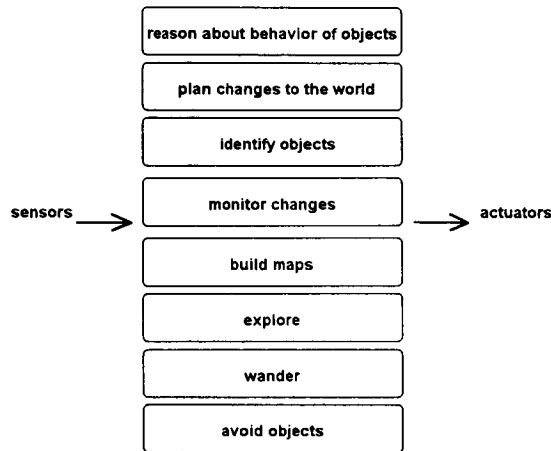 reason about behavior of objects
plan changes to the world
identify objects
sensors
monitor changes
actuators
build maps
explore
wander
avoid objects